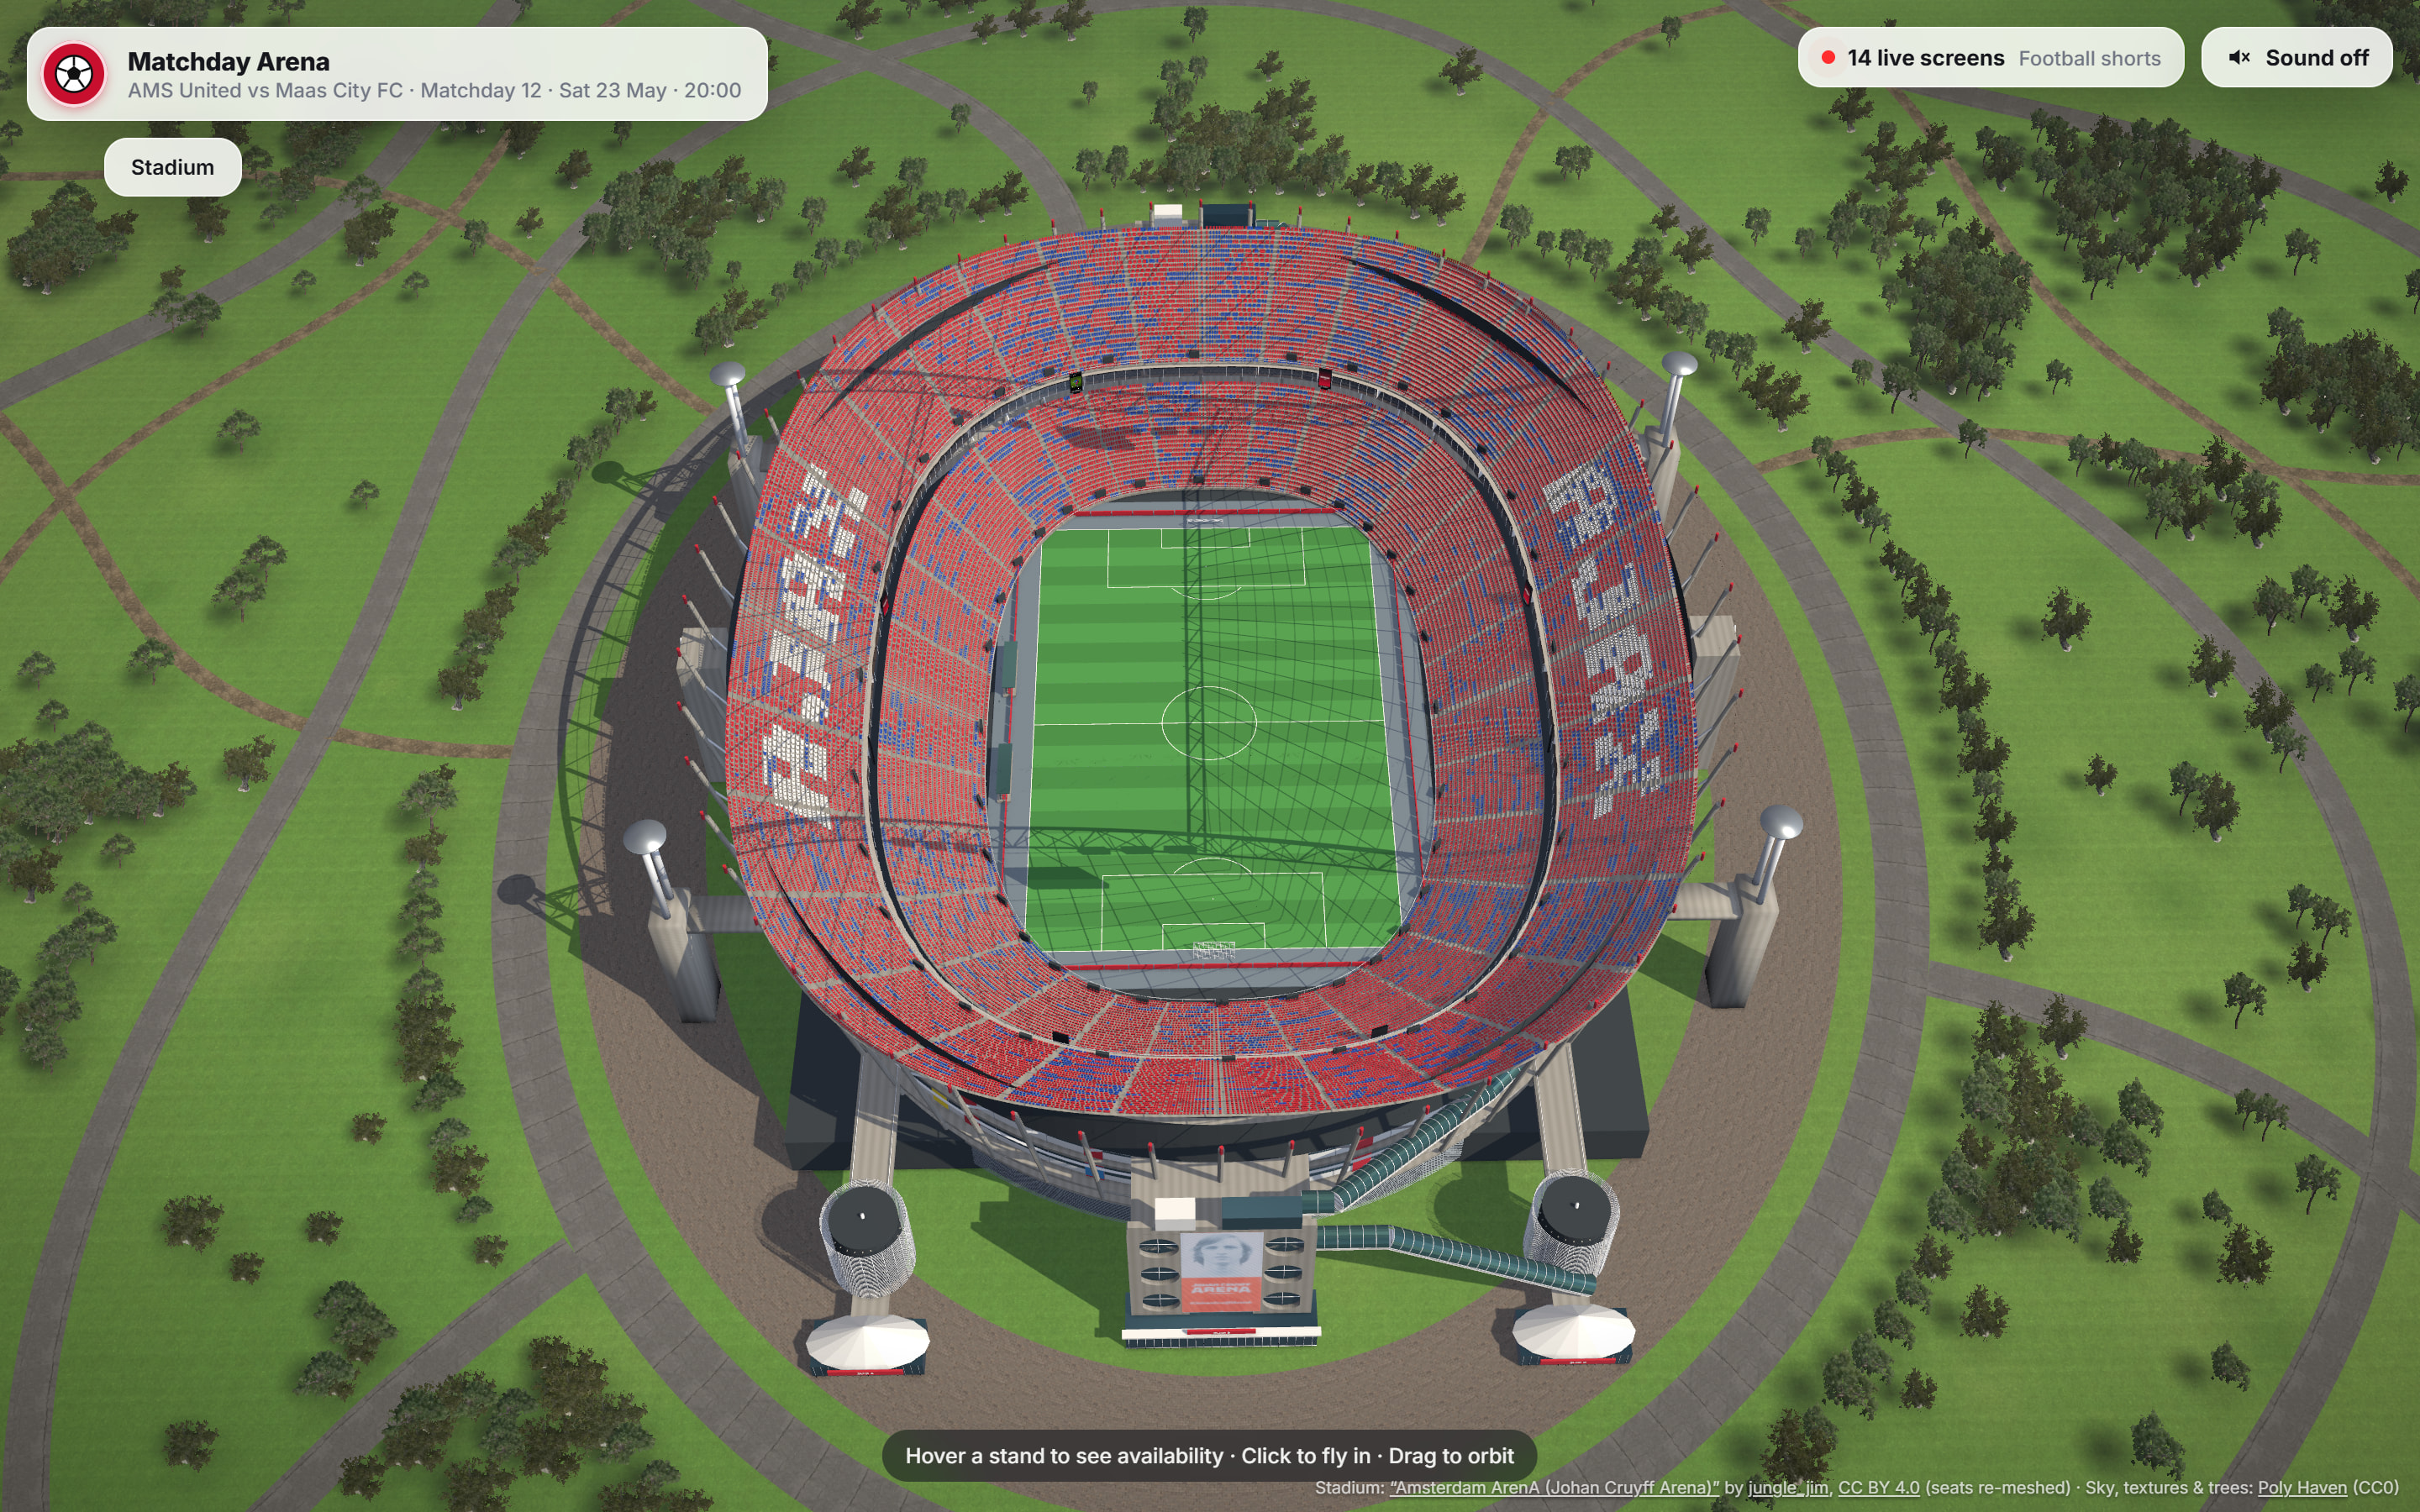 Matchday Arena
AMS United vs Maas City FC · Matchday 12 · Sat 23 May · 20:00
14 live screens Football shorts
Sound off
Stadium
ARENA
Hover a stand to see availability · Click to fly in · Drag to orbit
Stadium: “Amsterdam ArenA (Johan Cruyff Arena)” by jungle_jim, CC BY 4.0 (seats re-meshed) · Sky, textures & trees: Poly Haven (CC0)